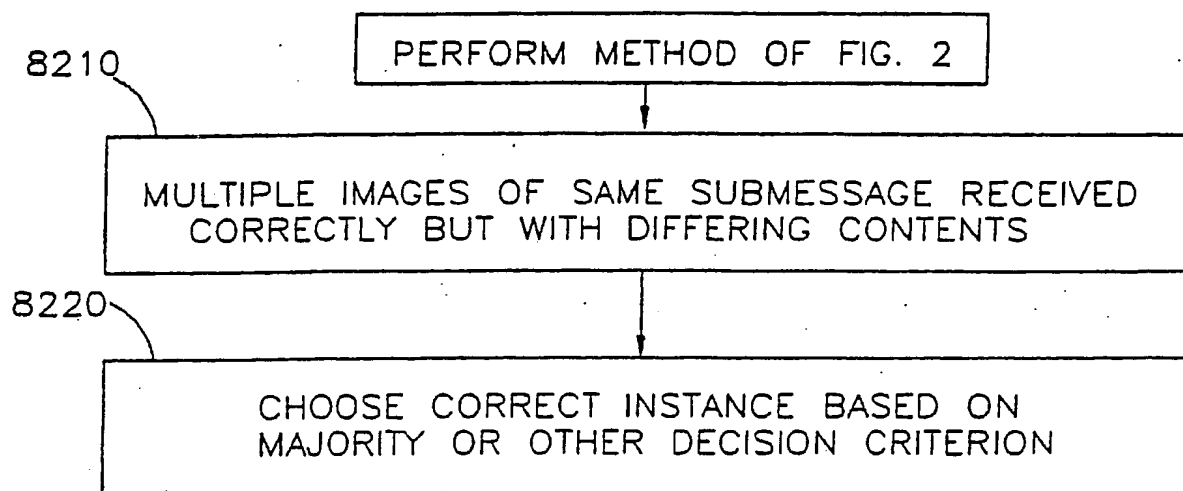 PERFORM METHOD OF FIG. 2
8210
MULTIPLE IMAGES OF SAME SUBMESSAGE RECEIVED
CORRECTLY BUT WITH DIFFERING CONTENTS
8220
CHOOSE CORRECT INSTANCE BASED ON
MAJORITY OR OTHER DECISION CRITERION